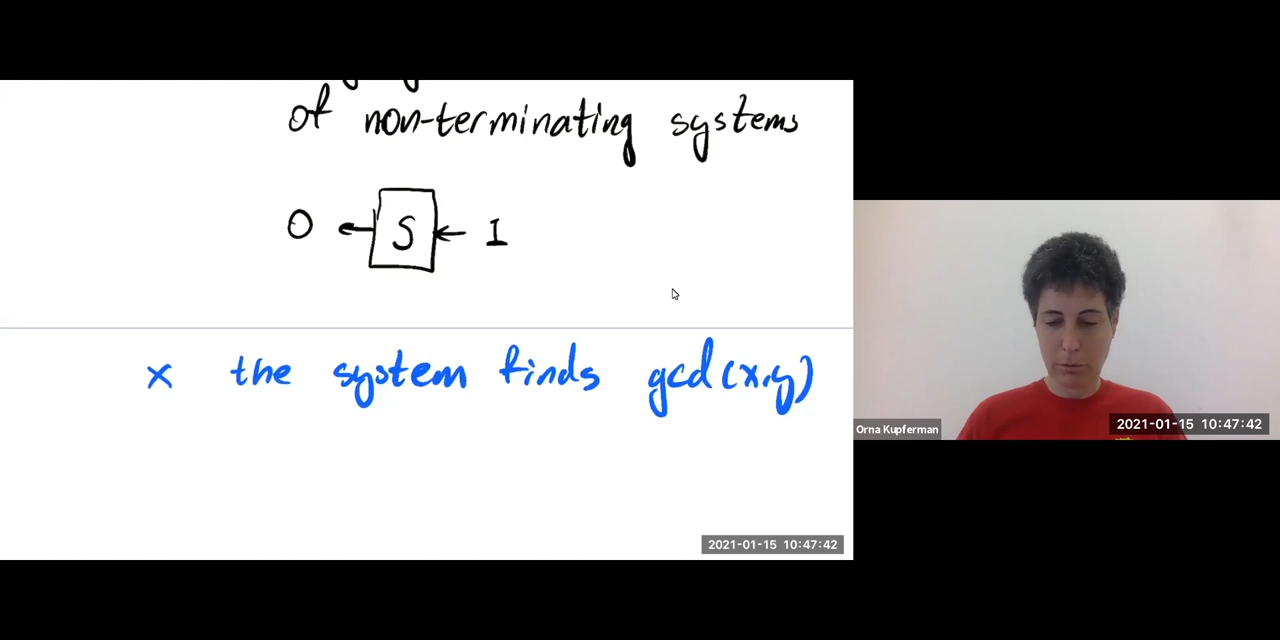 of non-terminating systems
O ← S ← I
x the system finds gcd(x,y)
Orna Kupferman
2021-01-15 10:47:42
2021-01-15 10:47:42